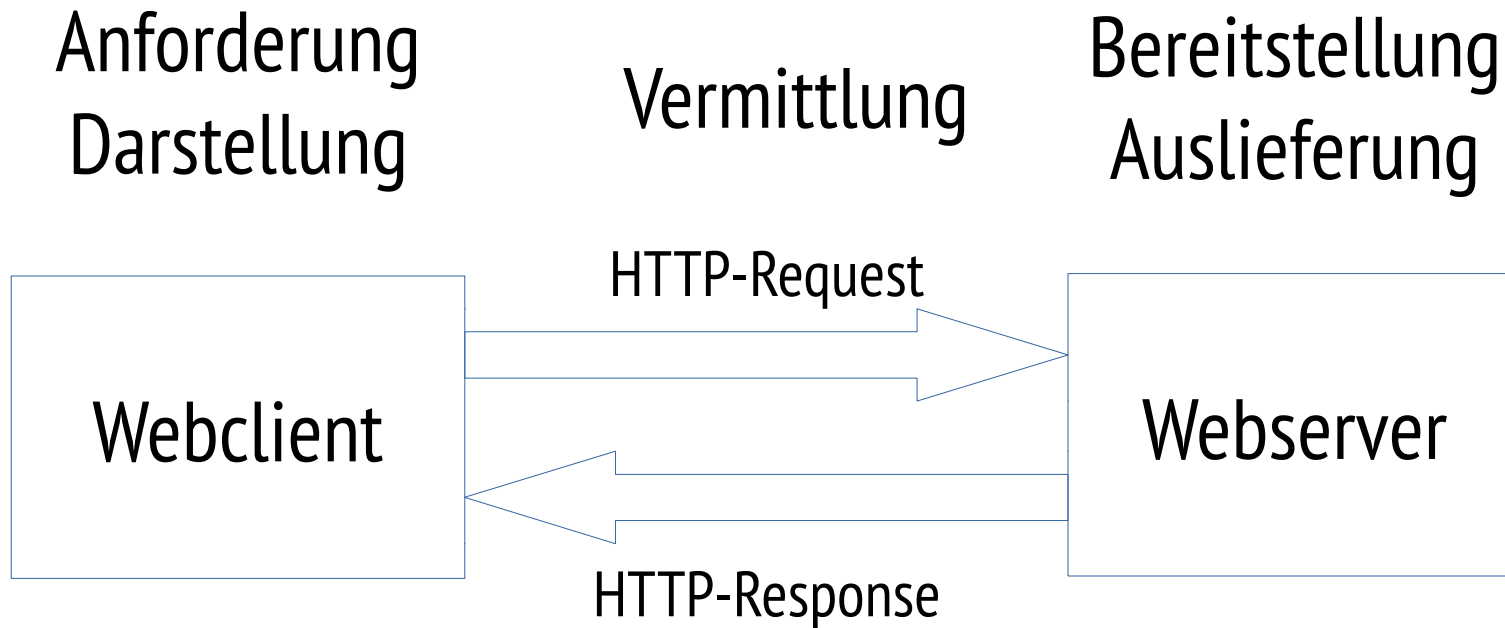 Anforderung
Darstellung
Vermittlung
Bereitstellung
Auslieferung
HTTP-Request
Webclient
Webserver
HTTP-Response